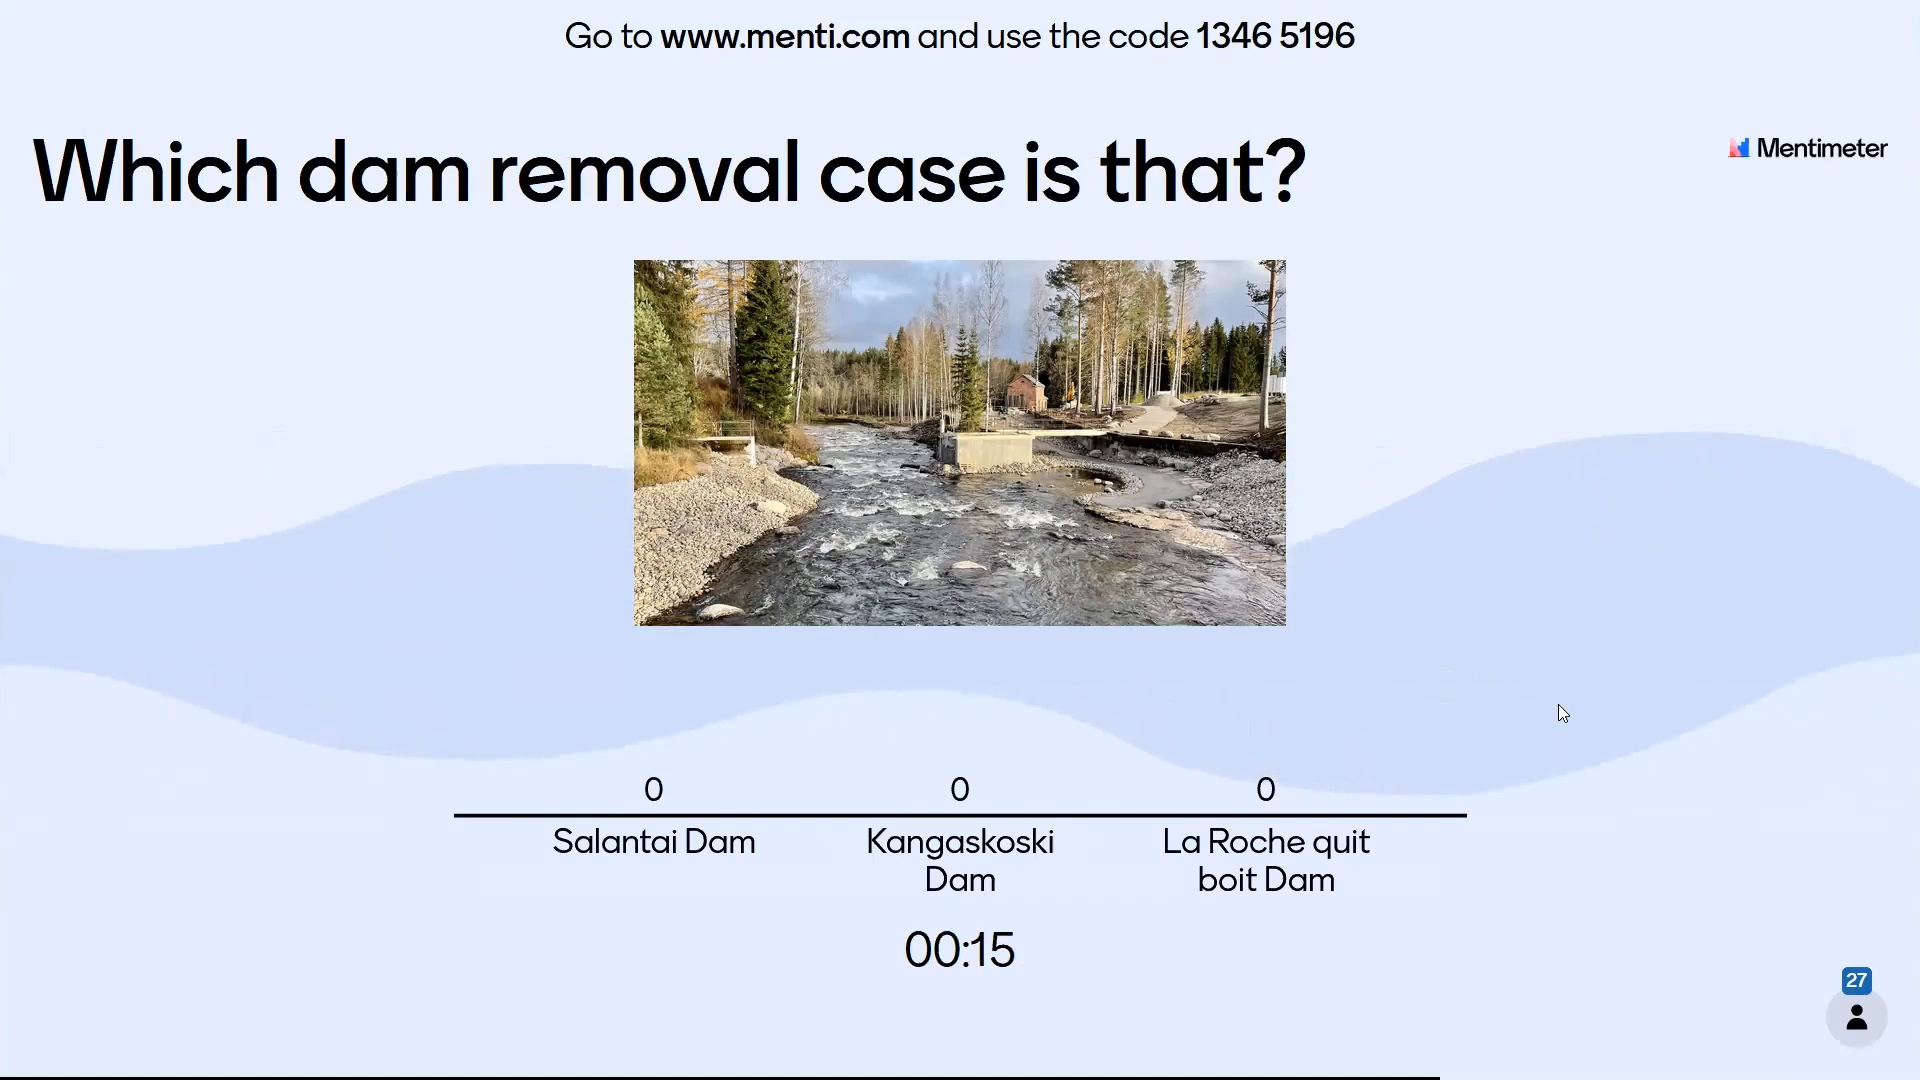 Go to www.menti.com and use the code 1346 5196
Which dam removal case is that?
Mentimeter
0
0
0
Salantai Dam
Kangaskoski
Dam
La Roche quit
boit Dam
00:15
27